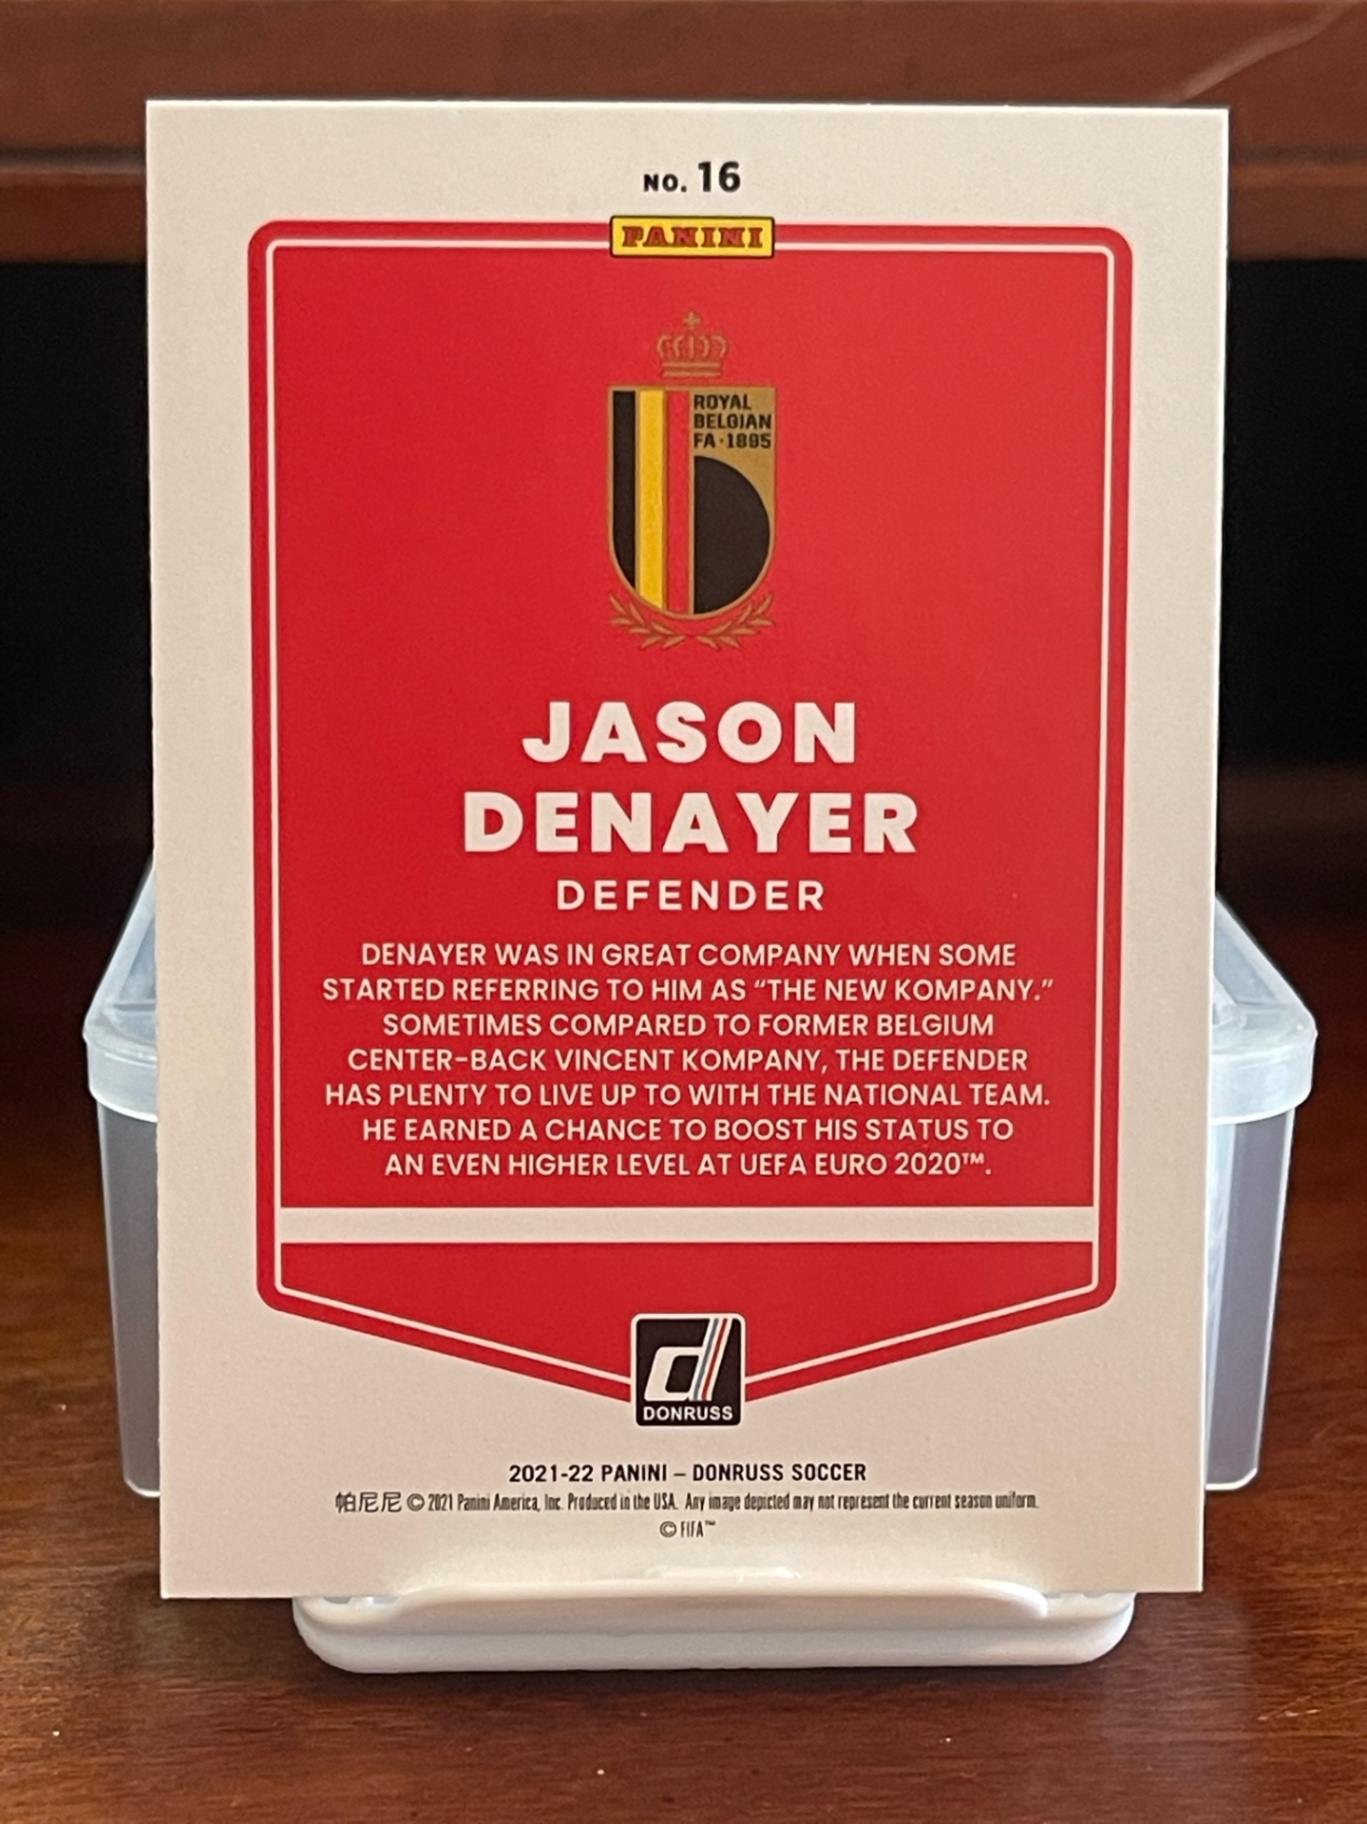 NO. 16
PANINI
ROYAL
BELGIAN
FA·1895
JASON
DENAYER
DEFENDER
DENAYER WAS IN GREAT COMPANY WHEN SOME
STARTED REFERRING TO HIM AS “THE NEW KOMPANY.”
SOMETIMES COMPARED TO FORMER BELGIUM
CENTER-BACK VINCENT KOMPANY, THE DEFENDER
HAS PLENTY TO LIVE UP TO WITH THE NATIONAL TEAM.
HE EARNED A CHANCE TO BOOST HIS STATUS TO
AN EVEN HIGHER LEVEL AT UEFA EURO 2020™.
d
DONRUSS
2021-22 PANINI – DONRUSS SOCCER
帕尼尼 © 2021 Panini America, Inc. Produced in the USA. Any image depicted may not represent the current season uniform.
© FIFA™